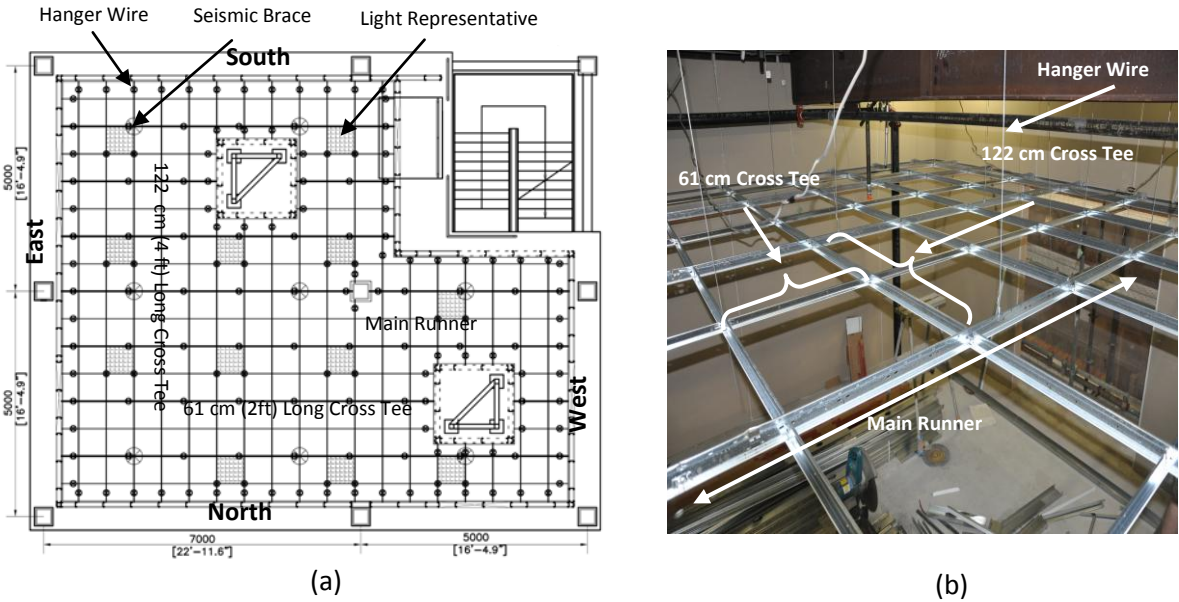 Hanger Wire
Seismic Brace
Light Representative
South
East
122 cm (4 ft) Long Cross Tee
Main Runner
61 cm (2ft) Long Cross Tee
West
North
5000
[16'-4.9"]
5000
[16'-4.9"]
7000
[22'-11.6"]
5000
[16'-4.9"]
(a)
Hanger Wire
122 cm Cross Tee
61 cm Cross Tee
Main Runner
(b)